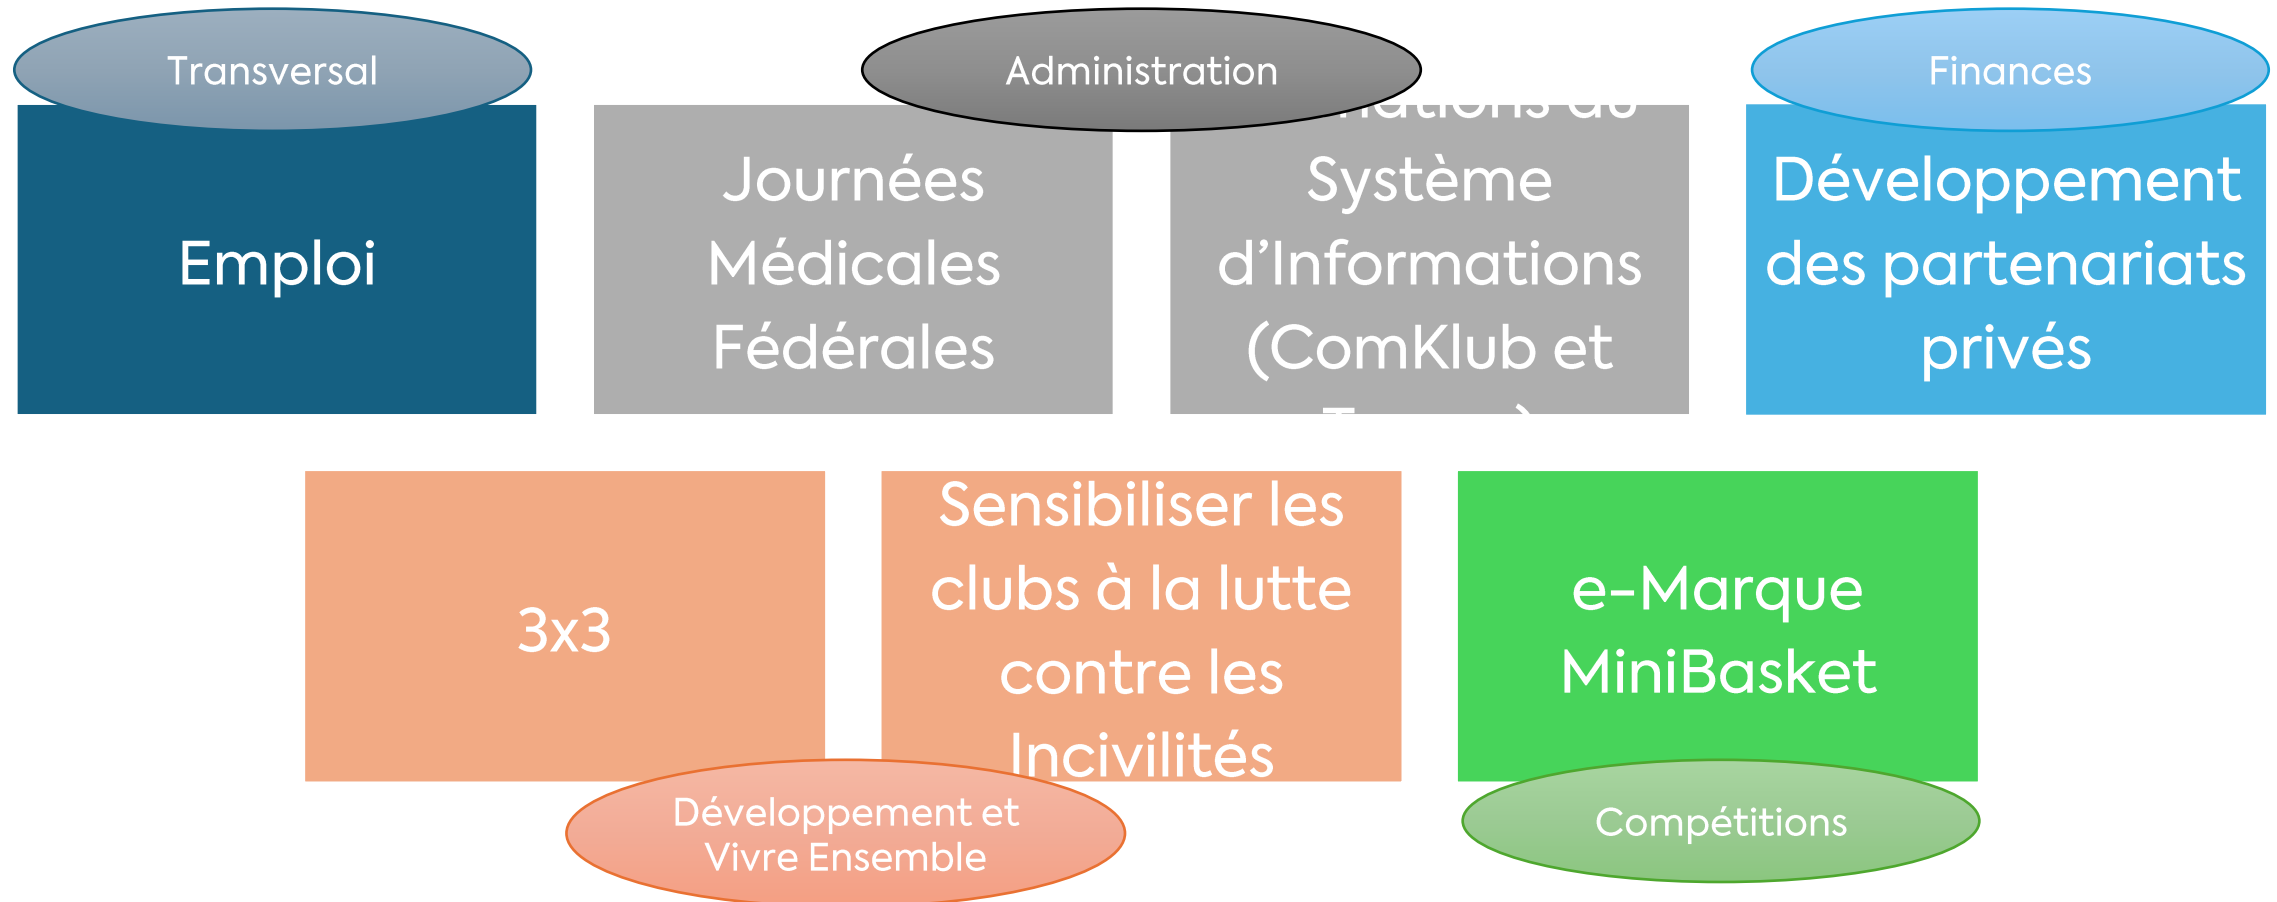 Transversal
Administration
Finances
Emploi
Journées
Médicales
Fédérales
du
Système
d’Informations
(ComKlub et
Développement
des partenariats
privés
3x3
Sensibiliser les
clubs à la lutte
contre les
Incivilités
e-Marque
MiniBasket
Développement et
Vivre Ensemble
Compétitions